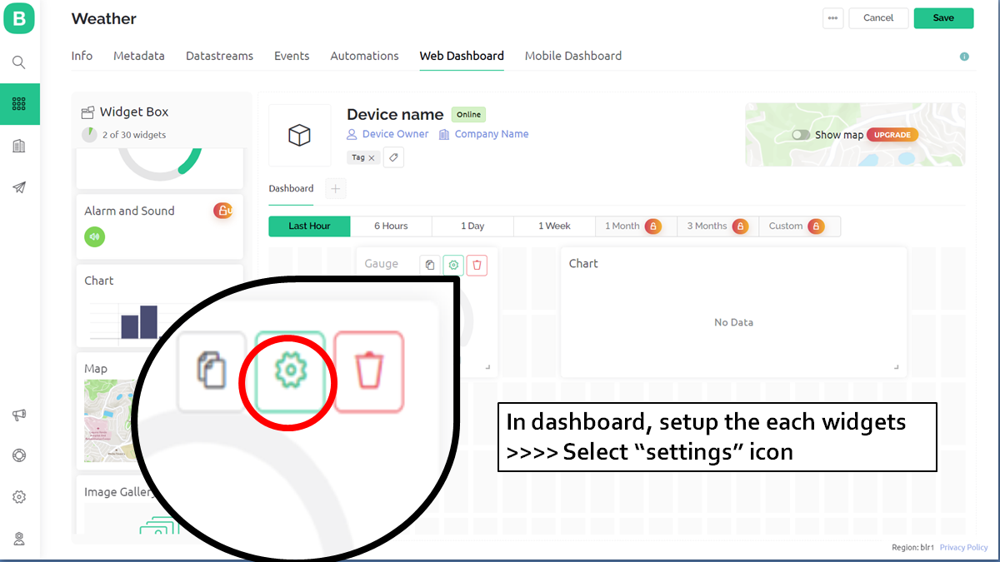 B
Weather
Cancel
Save
Info
Metadata
Datastreams
Events
Automations
Web Dashboard
Mobile Dashboard
Widget Box
2 of 30 widgets
Alarm and Sound
Chart
Map
Image Gallery
Device name
Online
Device Owner
Company Name
Tag
Show map
UPGRADE
Dashboard
Last Hour
6 Hours
1 Day
1 Week
1 Month
3 Months
Custom
Gauge
Chart
No Data
In dashboard, setup the each widgets
>>>> Select “settings” icon
Region: blr1
Privacy Policy